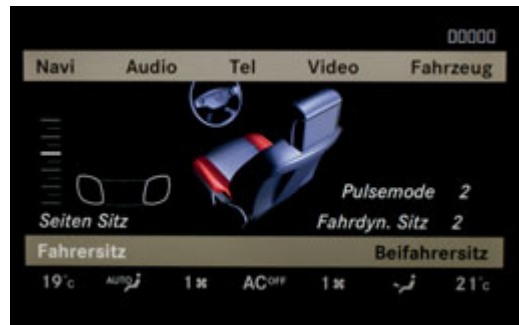 Navi Audio Tel Video Fahrzeug
Pulsemode 2
Seiten Sitz Fahrdyn. Sitz 2
Fahrersitz Beifahrersitz
19°c AUTO 1 AC OFF 1 21°c